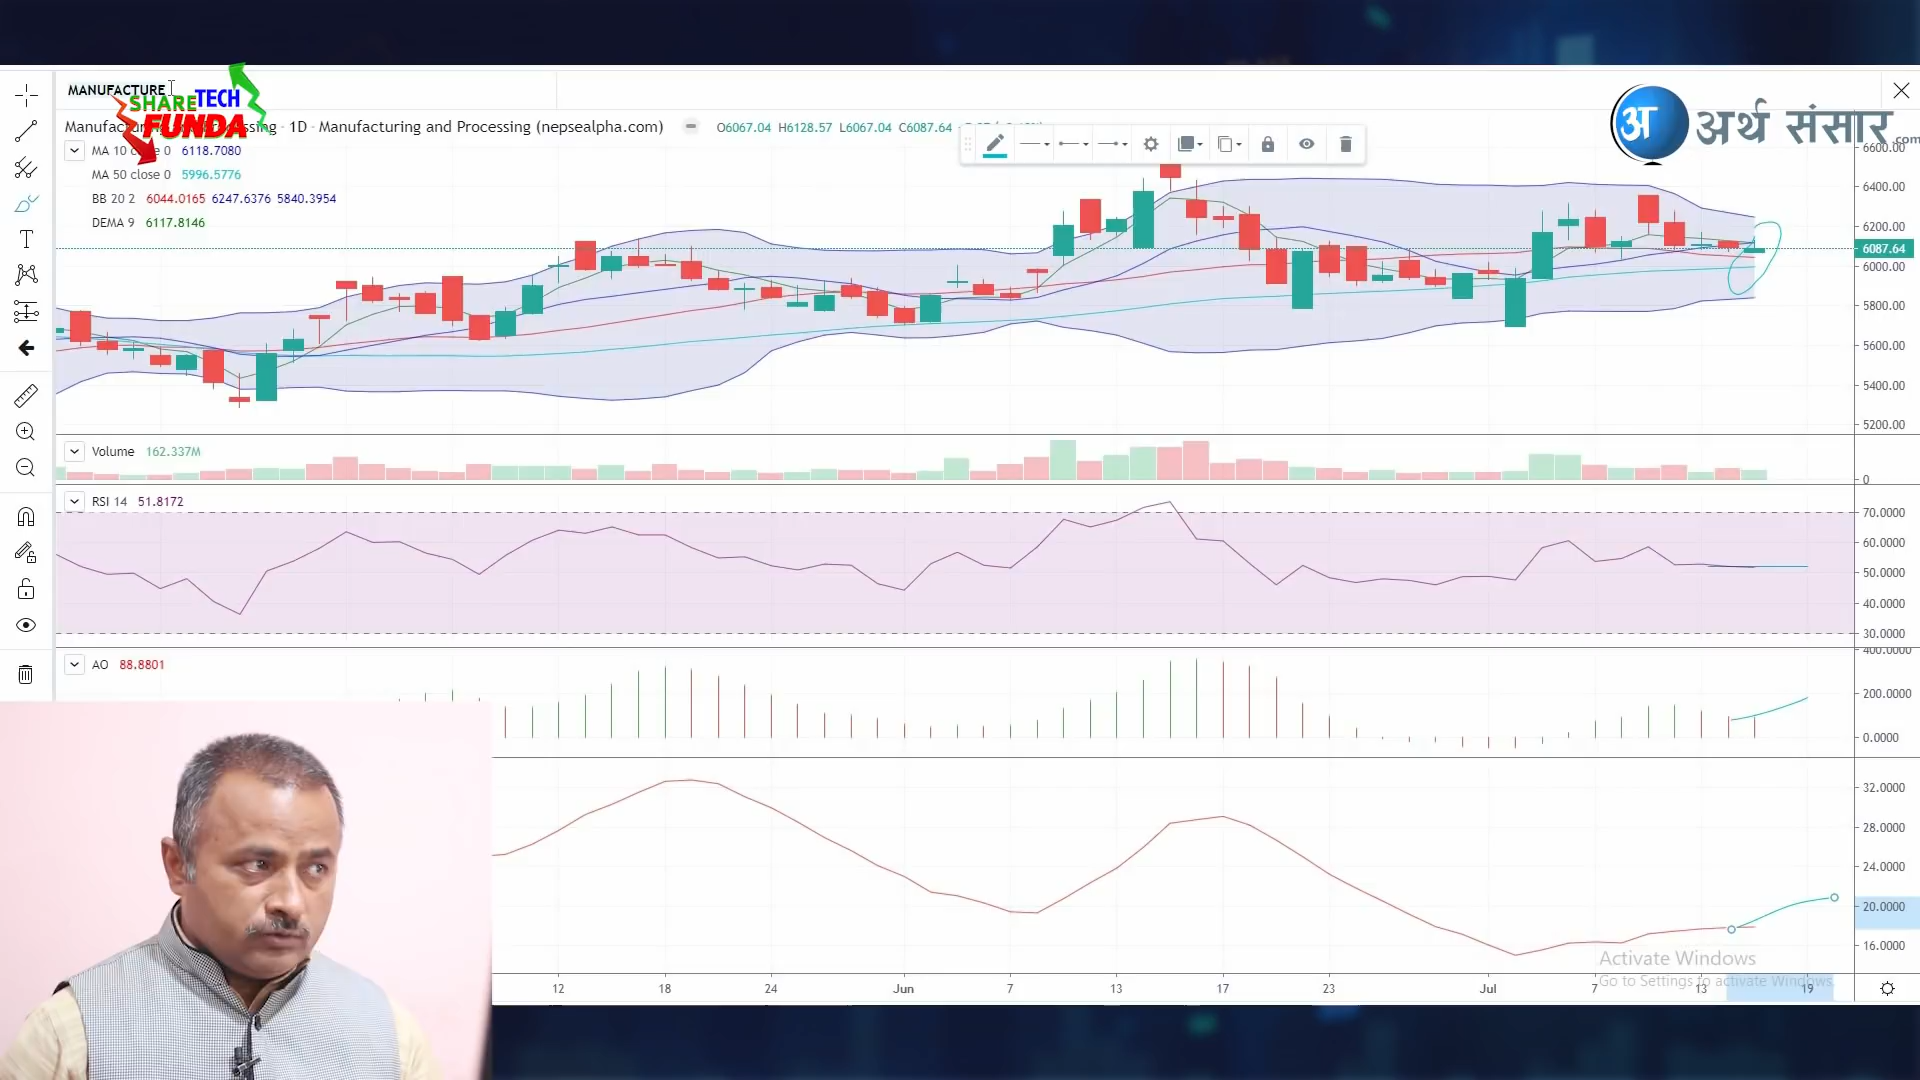 MANUFACTURE
SHARETECH
FUNDA
अ अर्थ संसार
.com
1D · Manufacturing and Processing (nepsealpha.com)
O6067.04 H6128.57 L6067.04 C6087.64
MA 10 close 0 6118.7080
MA 50 close 0 5996.5776
BB 20 2 6044.0165 6247.6376 5840.3954
DEMA 9 6117.8146
6600.00
6400.00
6200.00
6087.64
6000.00
5800.00
5600.00
5400.00
5200.00
Volume 162.337M
0
RSI 14 51.8172
70.0000
60.0000
50.0000
40.0000
30.0000
AO 88.8801
400.0000
200.0000
0.0000
32.0000
28.0000
24.0000
20.0000
16.0000
Activate Windows
Go to Settings to activate Windows.
12 18 24 Jun 7 13 17 23 Jul 7 13 19